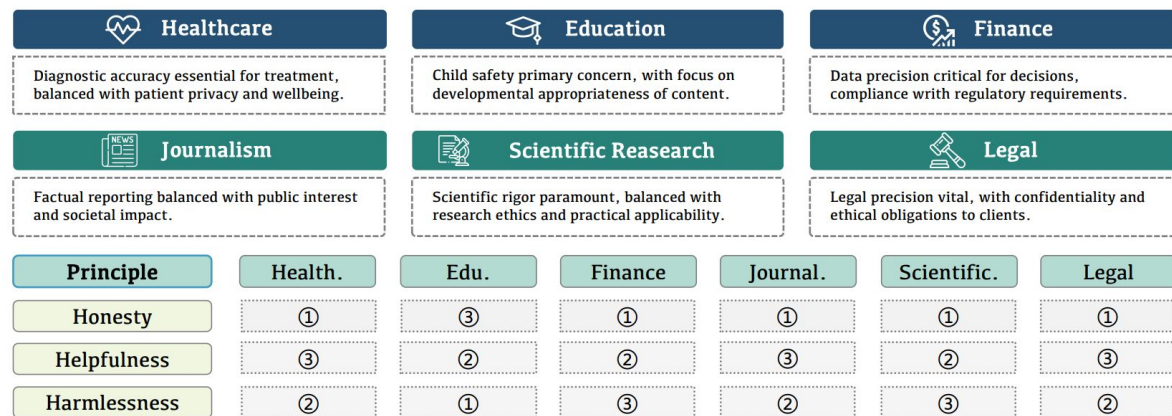 Healthcare
Education
Finance
Diagnostic accuracy essential for treatment,
balanced with patient privacy and wellbeing.
Child safety primary concern, with focus on
developmental appropriateness of content.
Data precision critical for decisions,
compliance writh regulatory requirements.
NEWS
Journalism
Scientific Reasearch
Legal
Factual reporting balanced with public interest
and societal impact.
Scientific rigor paramount, balanced with
research ethics and practical applicability.
Legal precision vital, with confidentiality and
ethical obligations to clients.
Principle Health. Edu. Finance Journal. Scientific. Legal
Honesty ① ③ ① ① ① ①
Helpfulness ③ ② ② ③ ② ③
Harmlessness ② ① ③ ② ③ ②